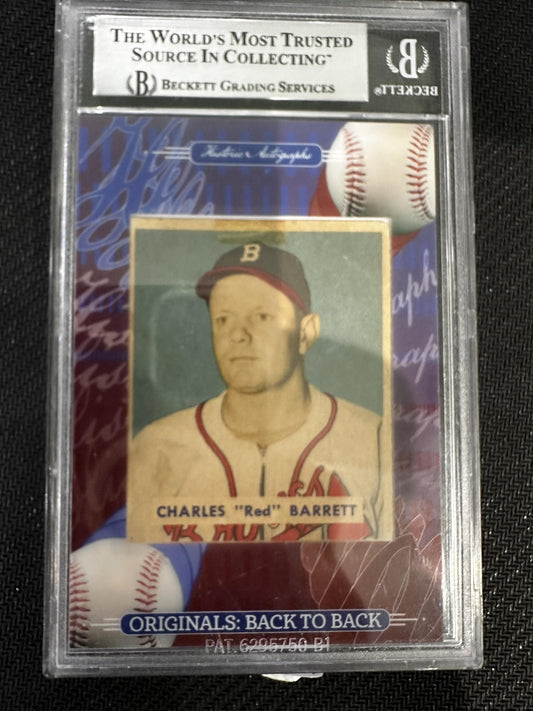 THE WORLD'S MOST TRUSTED
SOURCE IN COLLECTING™
(B) BECKETT GRADING SERVICES
B
BECKETT®
Historic Autographs
B
CHARLES "Red" BARRETT
ORIGINALS: BACK TO BACK
PAT. 6295750 B1